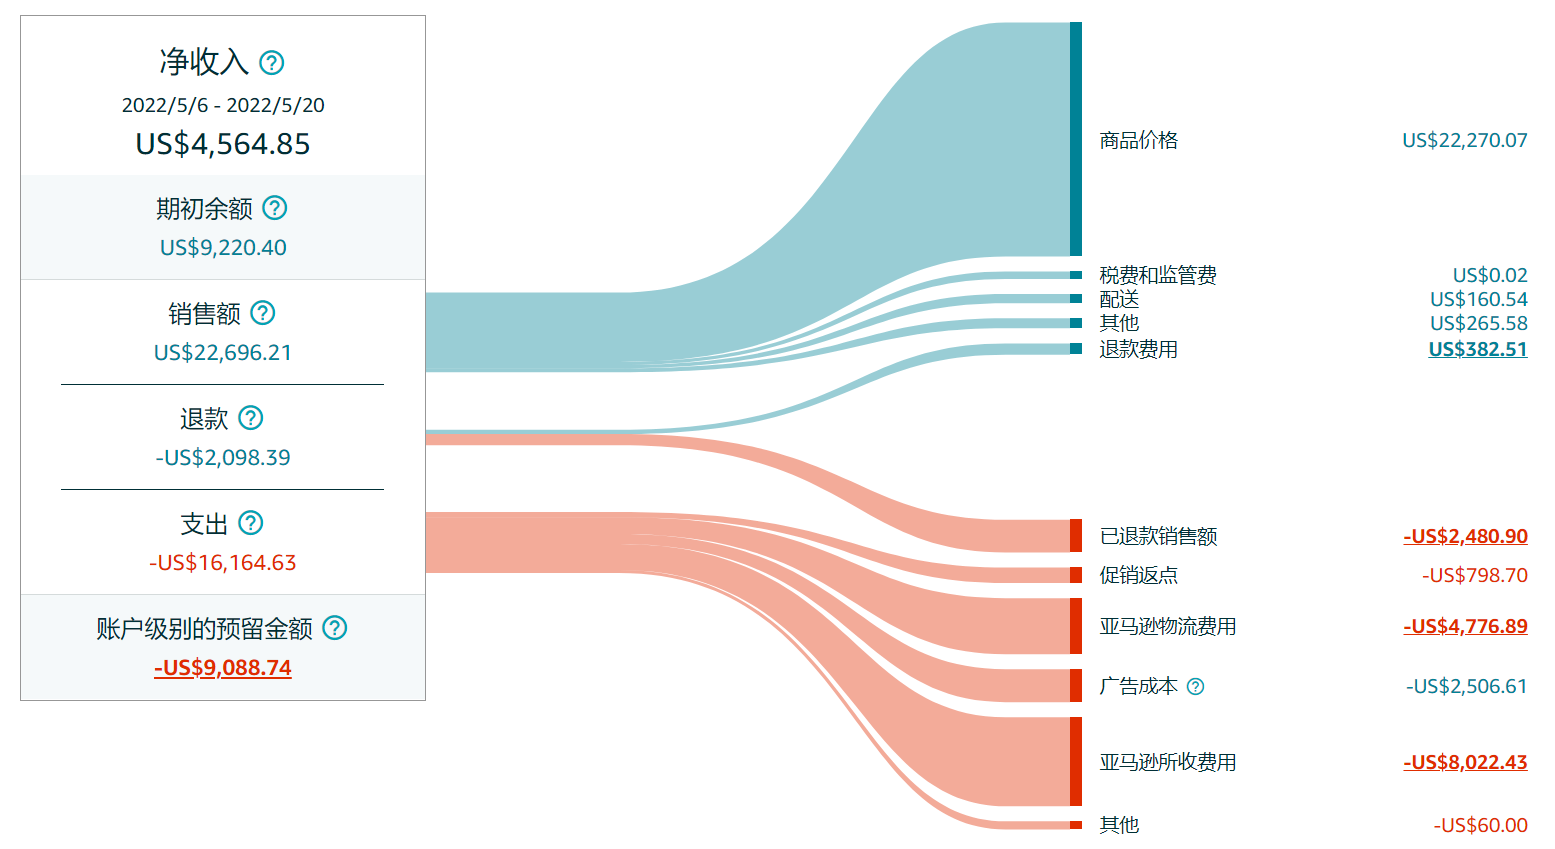 净收入
2022/5/6 - 2022/5/20
US$4,564.85
期初余额
US$9,220.40
销售额
US$22,696.21
退款
-US$2,098.39
支出
-US$16,164.63
账户级别的预留金额
-US$9,088.74
商品价格 US$22,270.07
税费和监管费 US$0.02
配送 US$160.54
其他 US$265.58
退款费用 US$382.51
已退款销售额 -US$2,480.90
促销返点 -US$798.70
亚马逊物流费用 -US$4,776.89
广告成本 -US$2,506.61
亚马逊所收费用 -US$8,022.43
其他 -US$60.00